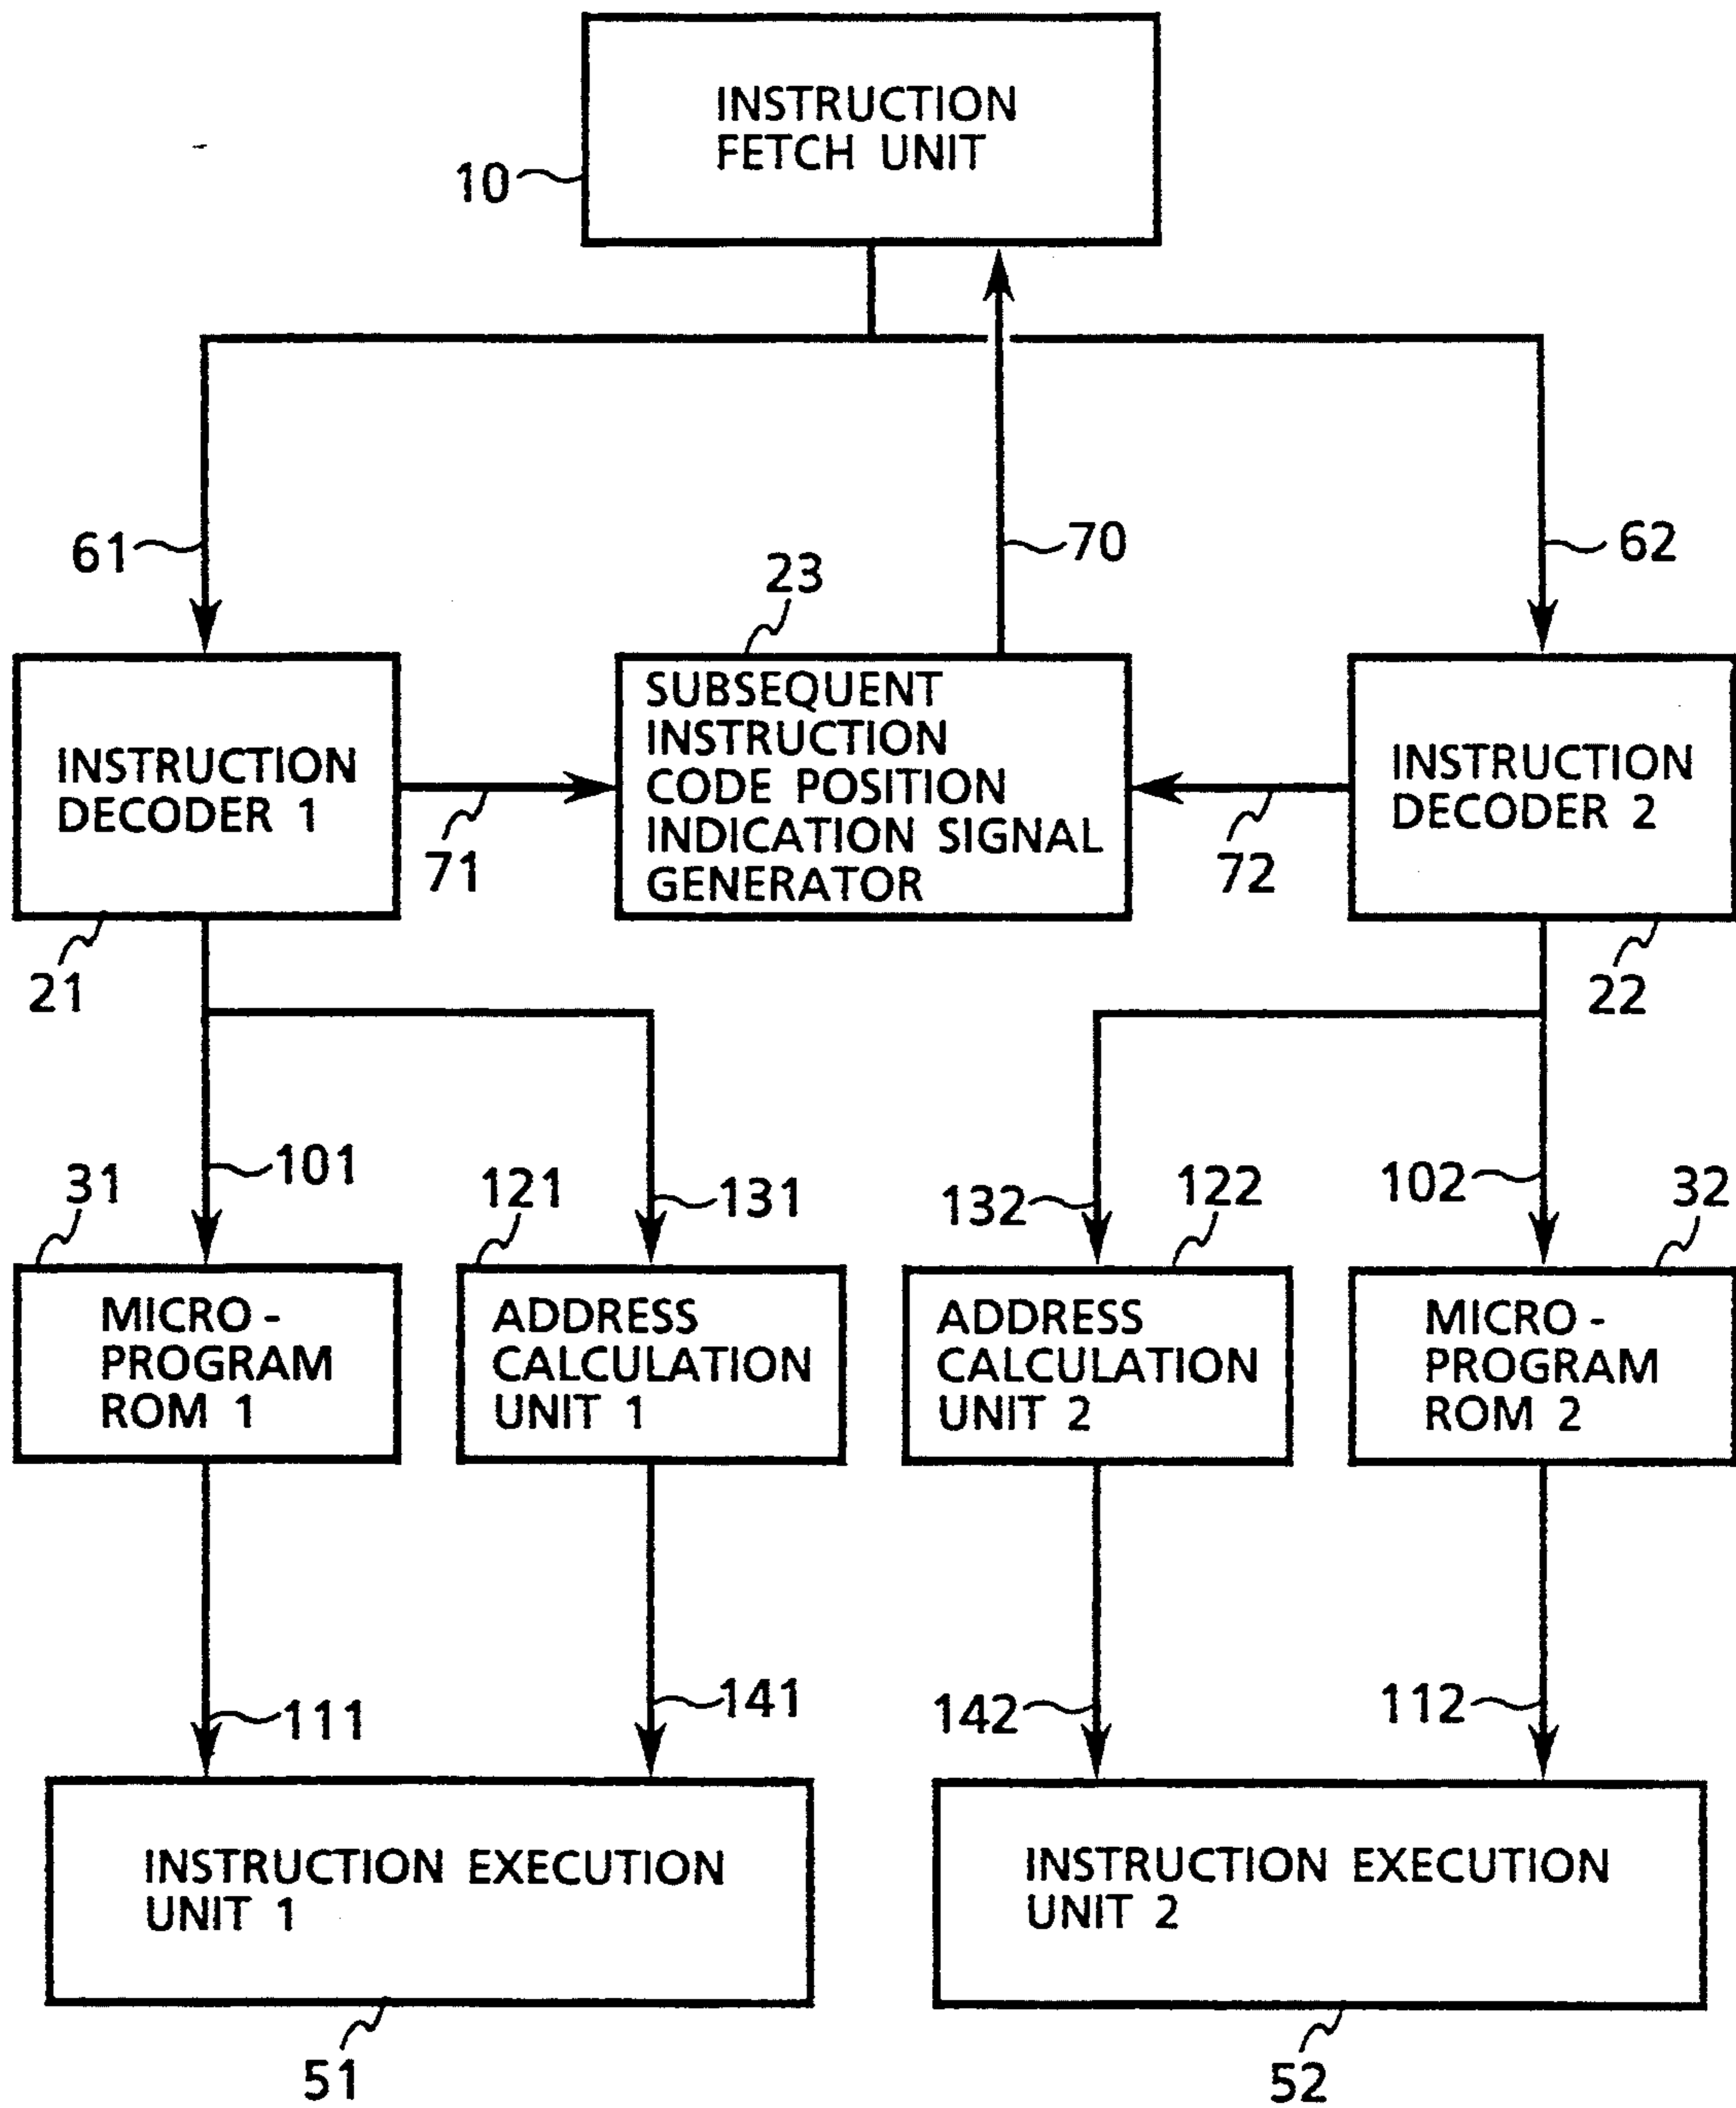 INSTRUCTION
FETCH UNIT
10
61
70
62
23
INSTRUCTION
DECODER 1
71
SUBSEQUENT
INSTRUCTION
CODE POSITION
INDICATION SIGNAL
GENERATOR
72
INSTRUCTION
DECODER 2
21
22
101
131
132
102
31
121
122
32
MICRO -
PROGRAM
ROM 1
ADDRESS
CALCULATION
UNIT 1
ADDRESS
CALCULATION
UNIT 2
MICRO -
PROGRAM
ROM 2
111
141
142
112
INSTRUCTION EXECUTION
UNIT 1
INSTRUCTION EXECUTION
UNIT 2
51
52